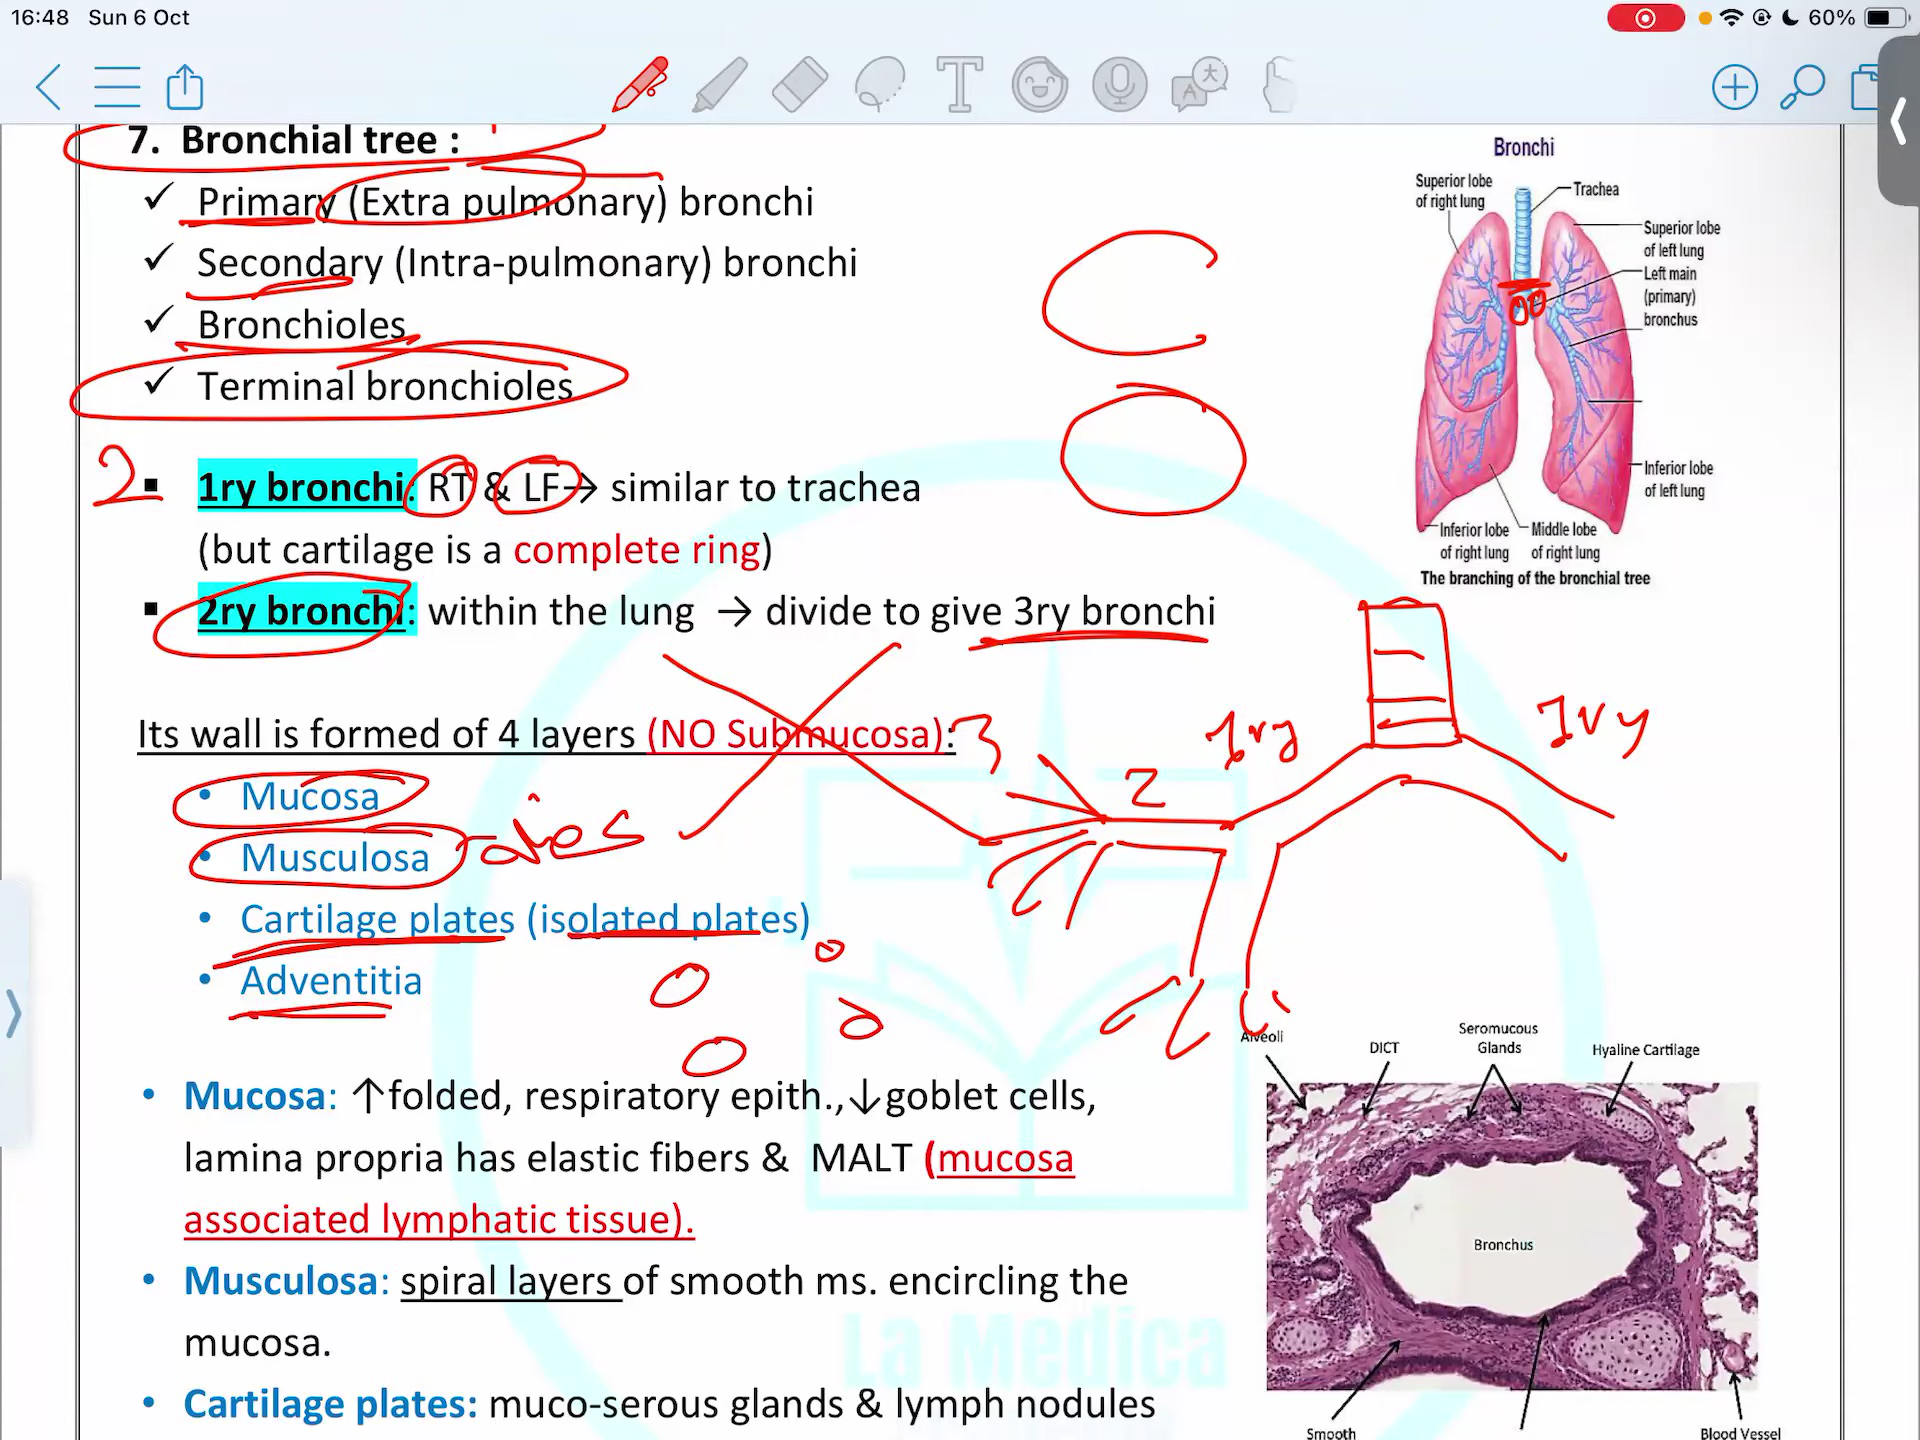 16:48 Sun 6 Oct
60%
7. Bronchial tree :
✓ Primary (Extra pulmonary) bronchi
✓ Secondary (Intra-pulmonary) bronchi
✓ Bronchioles
✓ Terminal bronchioles
2
▪ 1ry bronchi: RT & LF→ similar to trachea
(but cartilage is a complete ring)
▪ 2ry bronchi: within the lung → divide to give 3ry bronchi
Its wall is formed of 4 layers (NO Submucosa):
• Mucosa
• Musculosa
• Cartilage plates (isolated plates)
• Adventitia
• Mucosa: ↑folded, respiratory epith.,↓goblet cells,
lamina propria has elastic fibers & MALT (mucosa
associated lymphatic tissue).
• Musculosa: spiral layers of smooth ms. encircling the
mucosa.
• Cartilage plates: muco-serous glands & lymph nodules
Bronchi
Superior lobe
of right lung
Trachea
Superior lobe
of left lung
Left main
(primary)
bronchus
Inferior lobe
of left lung
Inferior lobe
of right lung
Middle lobe
of right lung
The branching of the bronchial tree
3
2
1ry
1ry
Alveoli
DICT
Seromucous
Glands
Hyaline Cartilage
Bronchus
Smooth
Blood Vessel
La Medica